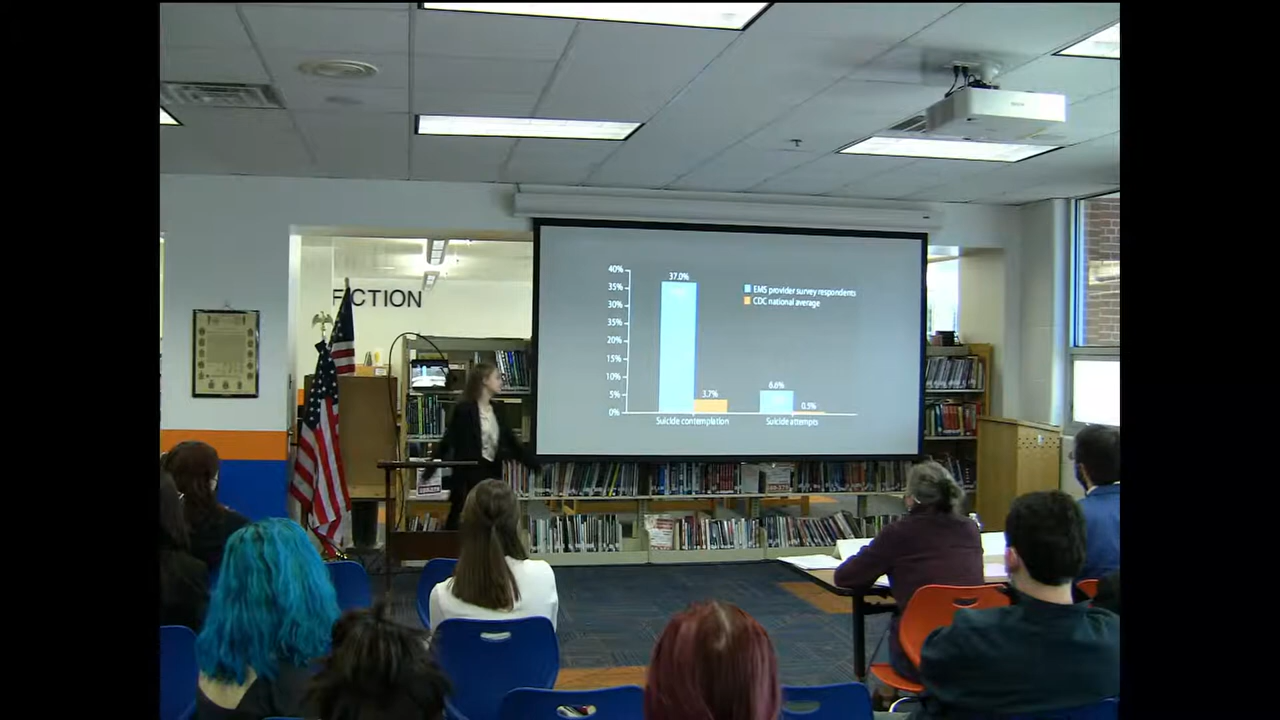 FICTION
40%
35%
30%
25%
20%
15%
10%
5%
0%
37.0%
3.7%
6.6%
0.5%
EMS provider survey respondents
CDC national average
Suicide contemplation
Suicide attempts